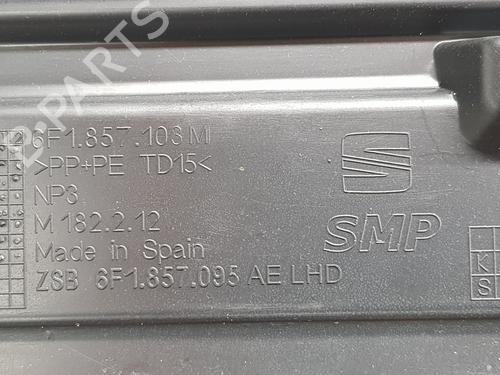 6F1.857.103 M
>PP+PE TD15<
NP3
M 182.2.12
Made in Spain
ZSB 6F1.857.095 AE LHD
SMP
K
S
B-PARTS